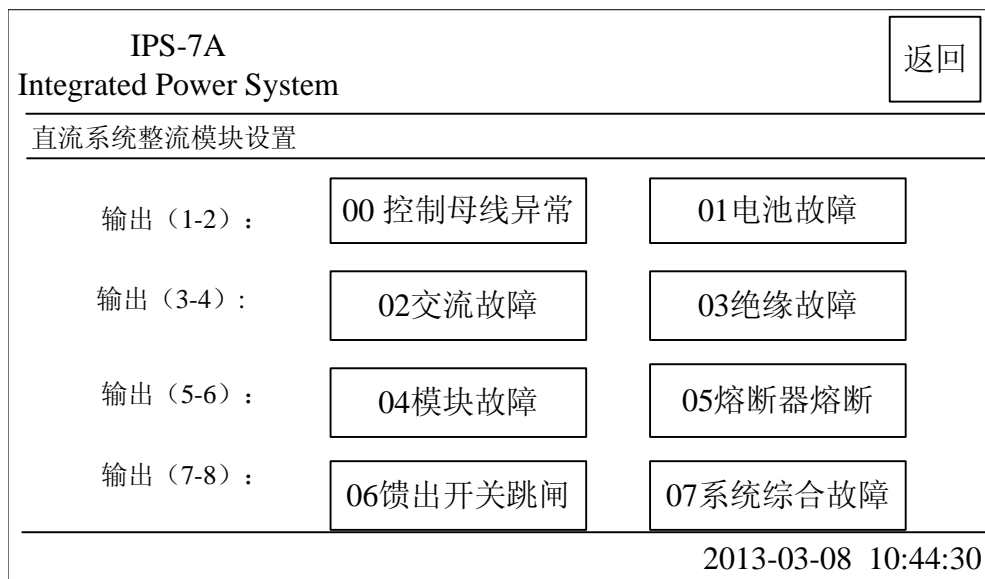 IPS-7A
Integrated Power System
返回
直流系统整流模块设置
输出（1-2）： 00 控制母线异常 01电池故障
输出（3-4）: 02交流故障 03绝缘故障
输出（5-6）： 04模块故障 05熔断器熔断
输出（7-8）： 06馈出开关跳闸 07系统综合故障
2013-03-08 10:44:30